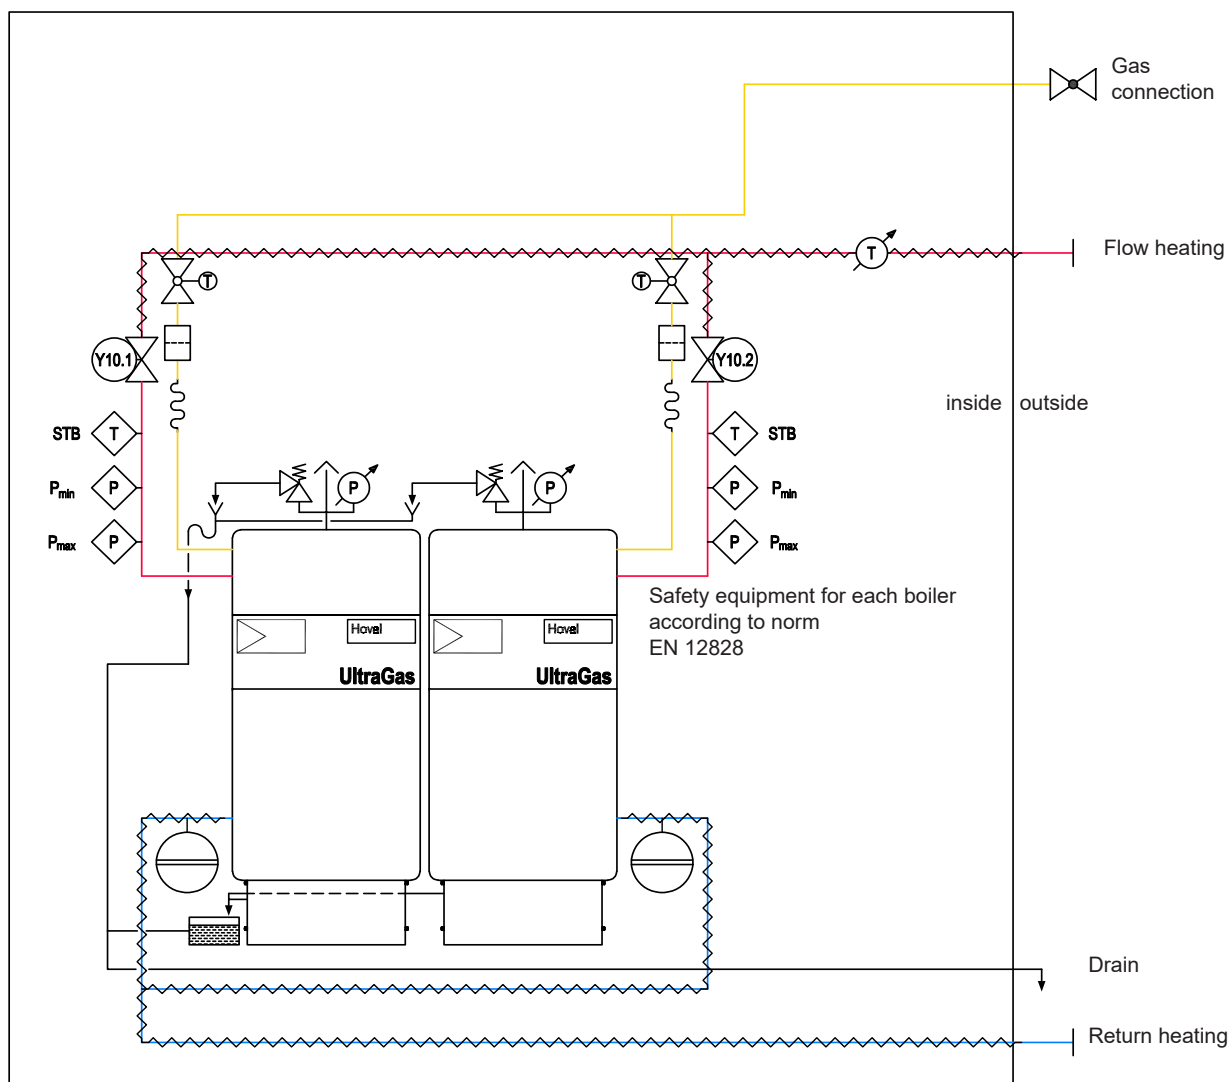 Gas
connection
T
Flow heating
T
T
Y10.1
Y10.2
inside
outside
STB
T
T
STB
Pmin
P
P
P
P
Pmin
Pmax
P
P
Pmax
Safety equipment for each boiler
according to norm
EN 12828
Hoval
Hoval
UltraGas
UltraGas
Drain
Return heating